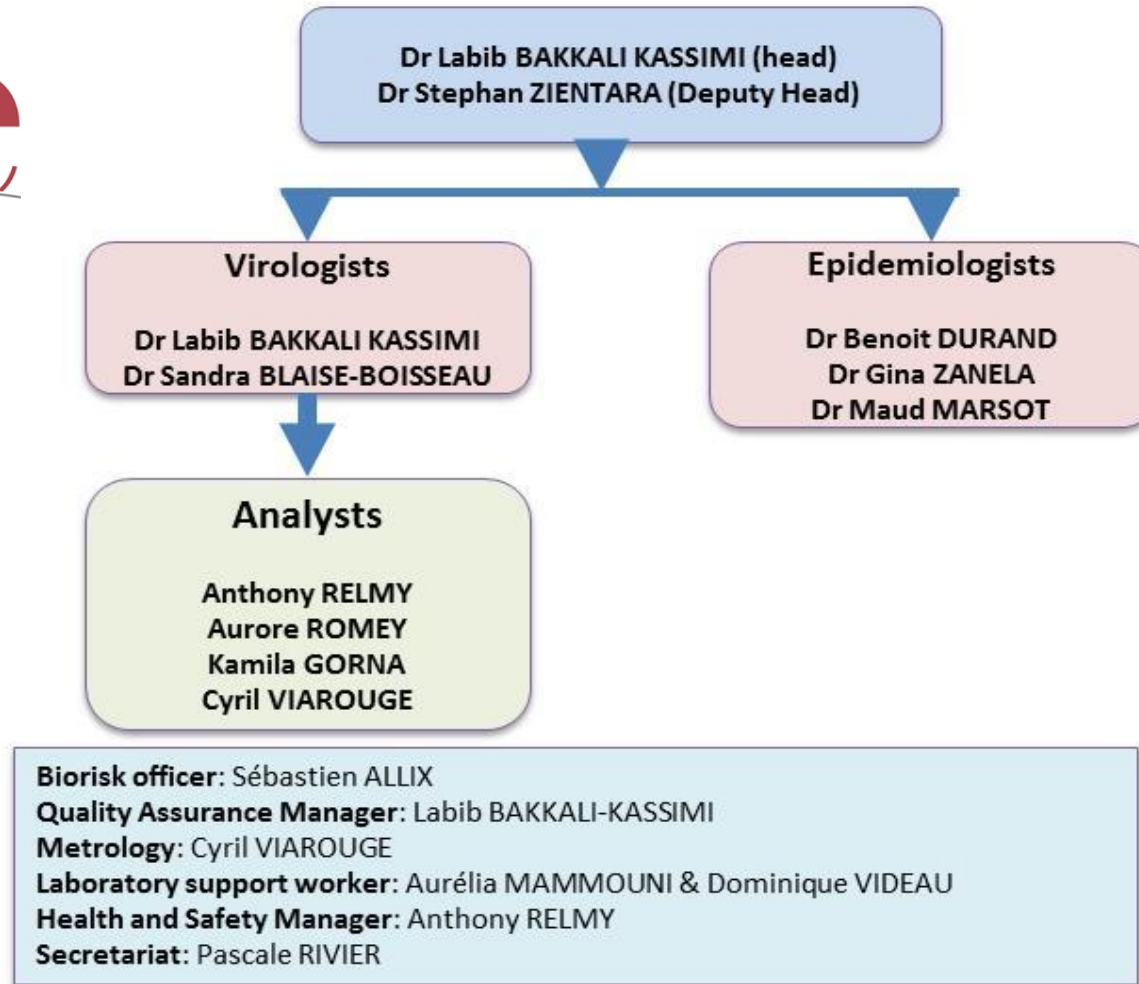 Dr Labib BAKKALI KASSIMI (head)
Dr Stephan ZIENTARA (Deputy Head)
Virologists
Dr Labib BAKKALI KASSIMI
Dr Sandra BLAISE-BOISSEAU
Epidemiologists
Dr Benoit DURAND
Dr Gina ZANELA
Dr Maud MARSOT
Analysts
Anthony RELMY
Aurore ROMEY
Kamila GORNA
Cyril VIAROUGE
Biorisk officer: Sébastien ALLIX
Quality Assurance Manager: Labib BAKKALI-KASSIMI
Metrology: Cyril VIAROUGE
Laboratory support worker: Aurélia MAMMOUNI & Dominique VIDEAU
Health and Safety Manager: Anthony RELMY
Secretariat: Pascale RIVIER